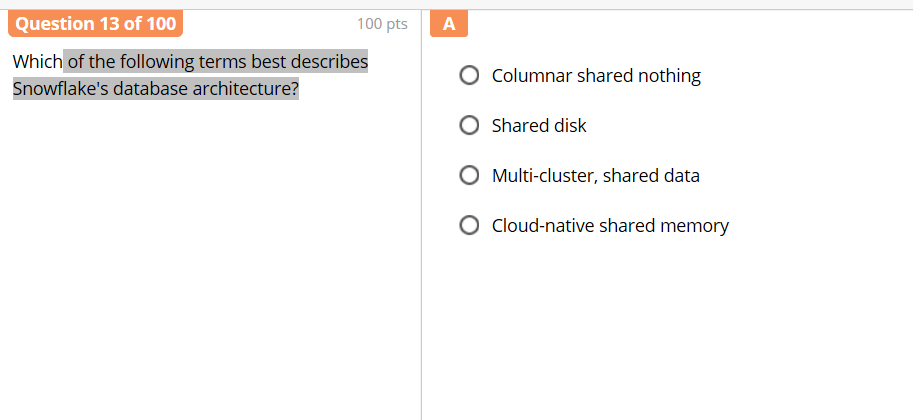 Question 13 of 100
100 pts
Which of the following terms best describes
Snowflake's database architecture?
A
Columnar shared nothing
Shared disk
Multi-cluster, shared data
Cloud-native shared memory